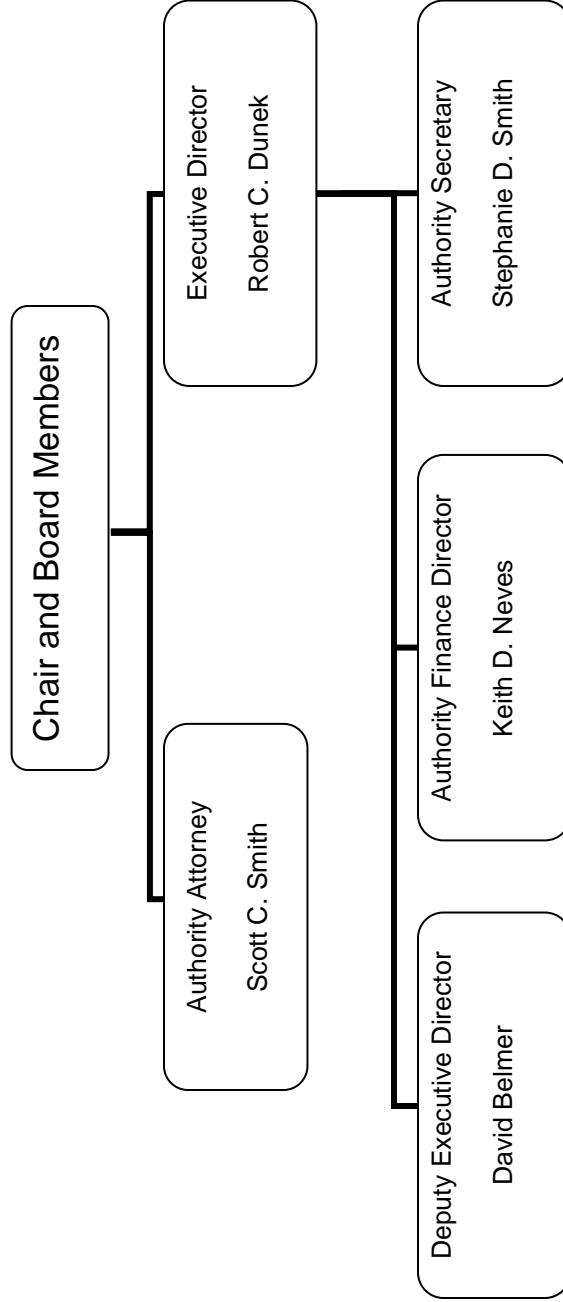 Chair and Board Members
Authority Attorney
Scott C. Smith
Executive Director
Robert C. Dunek
Deputy Executive Director
David Belmer
Authority Finance Director
Keith D. Neves
Authority Secretary
Stephanie D. Smith